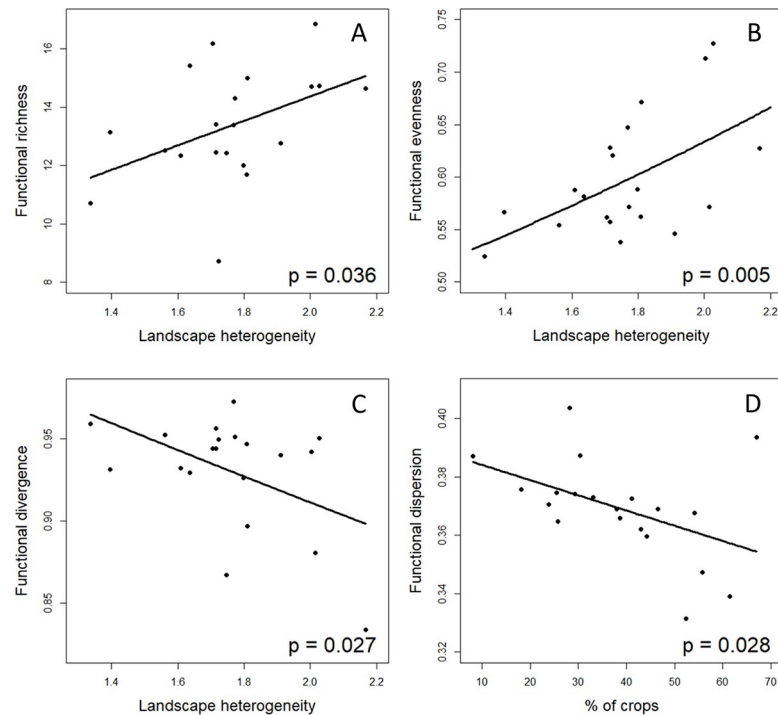 A
Functional richness
16
14
12
10
8
p = 0.036
1.4 1.6 1.8 2.0 2.2
Landscape heterogeneity
B
Functional evenness
0.75
0.70
0.65
0.60
0.55
0.50
p = 0.005
1.4 1.6 1.8 2.0 2.2
Landscape heterogeneity
C
Functional divergence
0.95
0.90
0.85
p = 0.027
1.4 1.6 1.8 2.0 2.2
Landscape heterogeneity
D
Functional dispersion
0.40
0.38
0.36
0.34
0.32
p = 0.028
10 20 30 40 50 60 70
% of crops